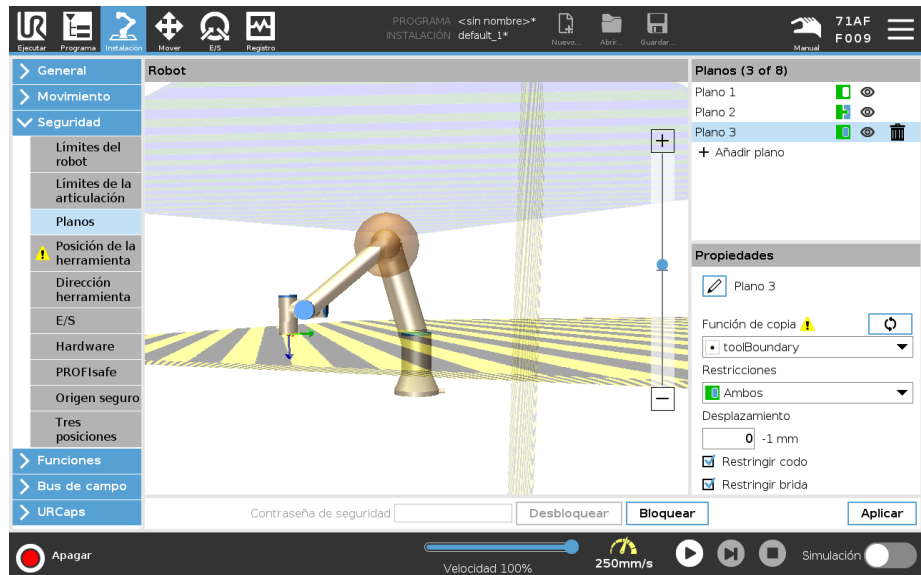 UR
PROGRAMA <sin nombre>*
INSTALACIÓN default_1*
71AF
F009
Ejecutar Programa Instalación Mover E/S Registro
Nuevo... Abrir... Guardar...
Manual
General
Movimiento
Seguridad
Límites del
robot
Límites de la
articulación
Planos
Posición de la
herramienta
Dirección
herramienta
E/S
Hardware
PROFIsafe
Origen seguro
Tres
posiciones
Funciones
Bus de campo
URCaps
Robot
Planos (3 of 8)
Plano 1
Plano 2
Plano 3
+ Añadir plano
Propiedades
Plano 3
Función de copia
toolBoundary
Restricciones
Ambos
Desplazamiento
0 -1 mm
Restringir codo
Restringir brida
Contraseña de seguridad Desbloquear Bloquear Aplicar
Apagar
Velocidad 100%
250mm/s
Simulación